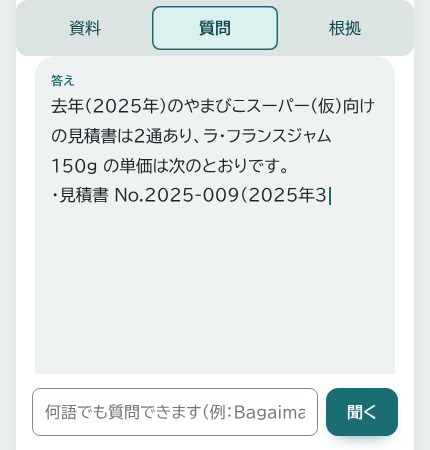 資料
質問
根拠
答え
去年(2025年)のやまびこスーパー(仮)向け
の見積書は2通あり、ラ・フランスジャム
150g の単価は次のとおりです。
・見積書 No.2025-009(2025年3
何語でも質問できます(例:Bagaima
聞く